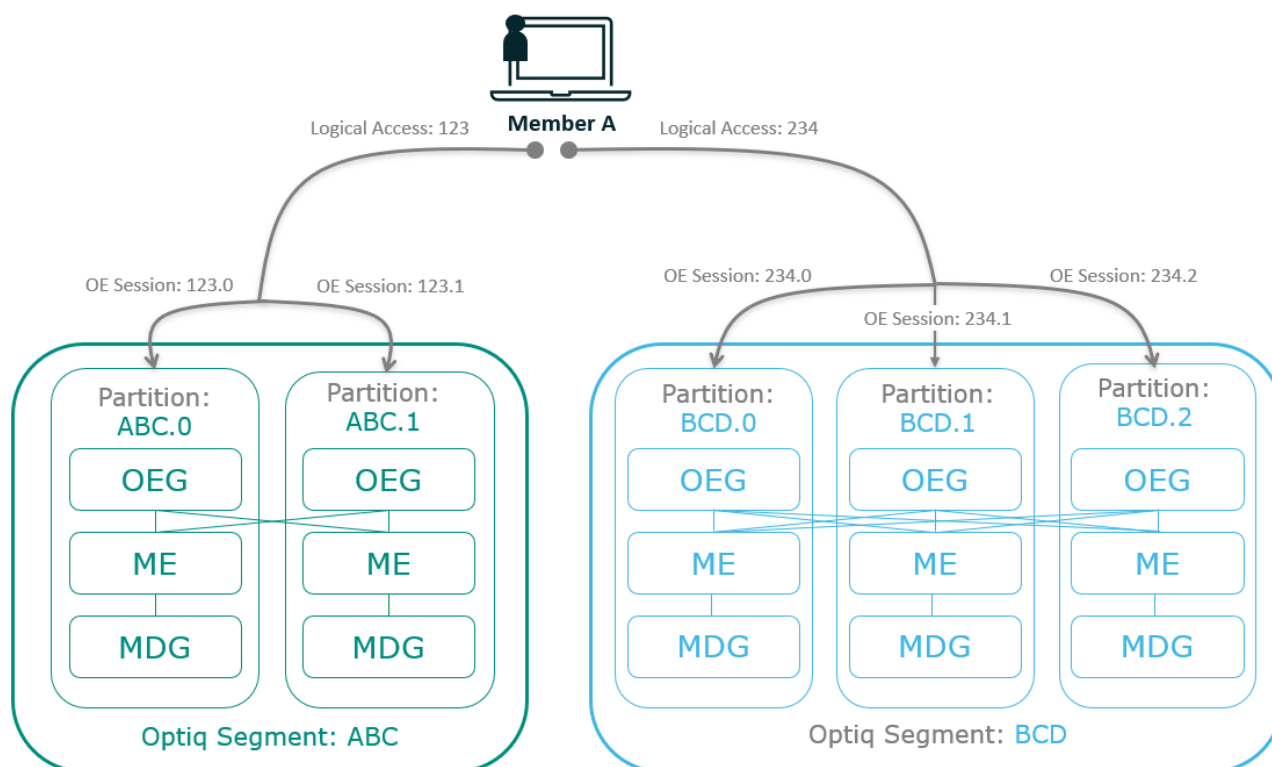 Member A
Logical Access: 123
Logical Access: 234
OE Session: 123.0
OE Session: 123.1
OE Session: 234.0
OE Session: 234.1
OE Session: 234.2
Partition:
ABC.0
OEG
ME
MDG
Partition:
ABC.1
OEG
ME
MDG
Optiq Segment: ABC
Partition:
BCD.0
OEG
ME
MDG
Partition:
BCD.1
OEG
ME
MDG
Partition:
BCD.2
OEG
ME
MDG
Optiq Segment: BCD